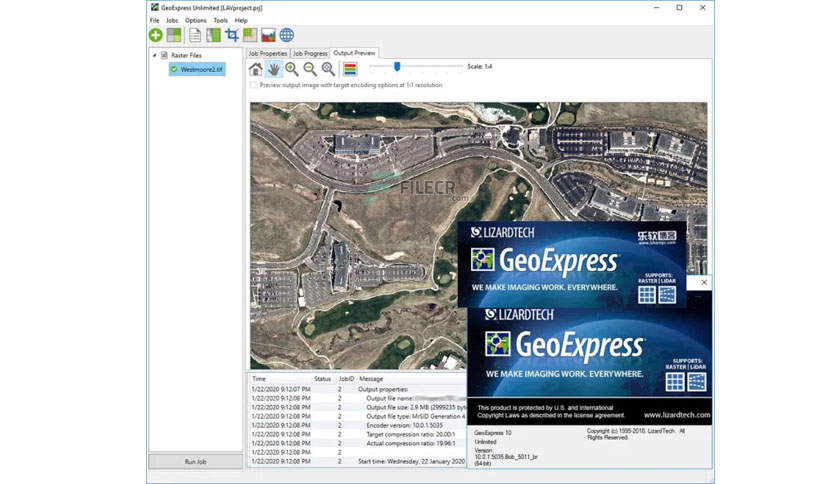 GeoExpress Unlimited [LAVproject.prj]
File Jobs Options Tools Help
Raster Files
Westmoore2.tif
Job Properties Job Progress Output Preview
Scale: 1:4
Preview output image with target encoding options at 1:1 resolution
FILECR
.com
LIZARDTECH
乐软博客
GeoExpress
WE MAKE IMAGING WORK. EVERYWHERE.
SUPPORTS:
RASTER LIDAR
LIZARDTECH
GeoExpress
WE MAKE IMAGING WORK. EVERYWHERE.
SUPPORTS:
RASTER LIDAR
This product is protected by U.S. and International
Copyright Laws as described in the license agreement.
www.lizardtech.com
GeoExpress 10
Unlimited
Version:
10.0.1.5035.Bob_5011_br
(64-bit)
Copyright (c) 1995-2018, LizardTech. All
Rights Reserved.
Time Status JobID Message
1/22/2020 9:12:07 PM 2 Output properties:
1/22/2020 9:12:08 PM 2 Output file name:
1/22/2020 9:12:08 PM 2 Output file size: 2.9 MB (2999235
1/22/2020 9:12:08 PM 2 Output file type: MrSID Generation 4
1/22/2020 9:12:08 PM 2 Encoder version: 10.0.1.5035
1/22/2020 9:12:08 PM 2 Target compression ratio: 20.00:1
1/22/2020 9:12:08 PM 2 Actual compression ratio: 19.96:1
1/22/2020 9:12:08 PM 2
1/22/2020 9:12:08 PM 2 Start time: Wednesday, 22 January 2020
Run Job